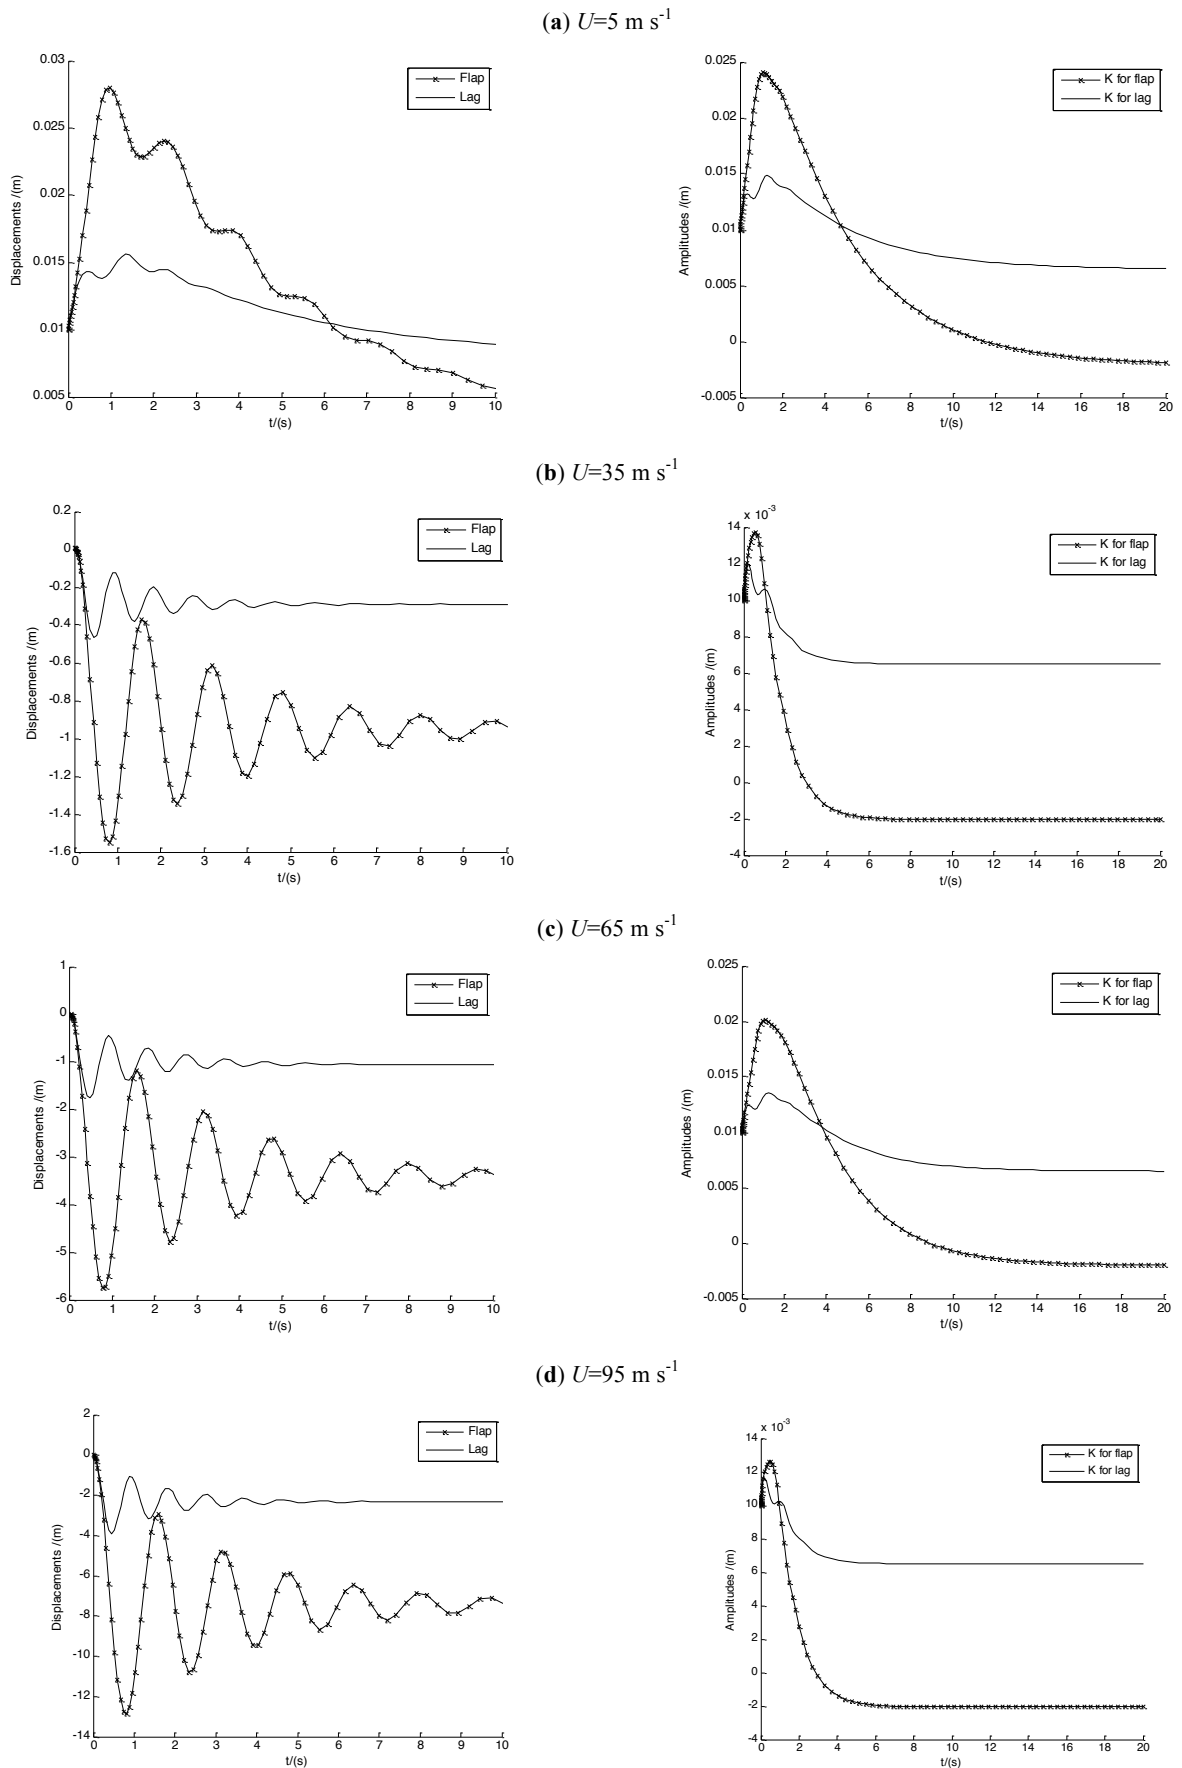 (a) U=5 m s-1
0.03
0.025
0.02
0.015
0.01
0.005
Displacements /(m)
0 1 2 3 4 5 6 7 8 9 10
t/(s)
Flap
Lag
0.025
0.02
0.015
0.01
0.005
0
-0.005
Amplitudes /(m)
0 2 4 6 8 10 12 14 16 18 20
t/(s)
K for flap
K for lag
(b) U=35 m s-1
0.2
0
-0.2
-0.4
-0.6
-0.8
-1
-1.2
-1.4
-1.6
Displacements /(m)
0 1 2 3 4 5 6 7 8 9 10
t/(s)
Flap
Lag
x 10-3
14
12
10
8
6
4
2
0
-2
-4
Amplitudes /(m)
0 2 4 6 8 10 12 14 16 18 20
t/(s)
K for flap
K for lag
(c) U=65 m s-1
1
0
-1
-2
-3
-4
-5
-6
Displacements /(m)
0 1 2 3 4 5 6 7 8 9 10
t/(s)
Flap
Lag
0.025
0.02
0.015
0.01
0.005
0
-0.005
Amplitudes /(m)
0 2 4 6 8 10 12 14 16 18 20
t/(s)
K for flap
K for lag
(d) U=95 m s-1
2
0
-2
-4
-6
-8
-10
-12
-14
Displacements /(m)
0 1 2 3 4 5 6 7 8 9 10
t/(s)
Flap
Lag
x 10-3
14
12
10
8
6
4
2
0
-2
-4
Amplitudes /(m)
0 2 4 6 8 10 12 14 16 18 20
t/(s)
K for flap
K for lag